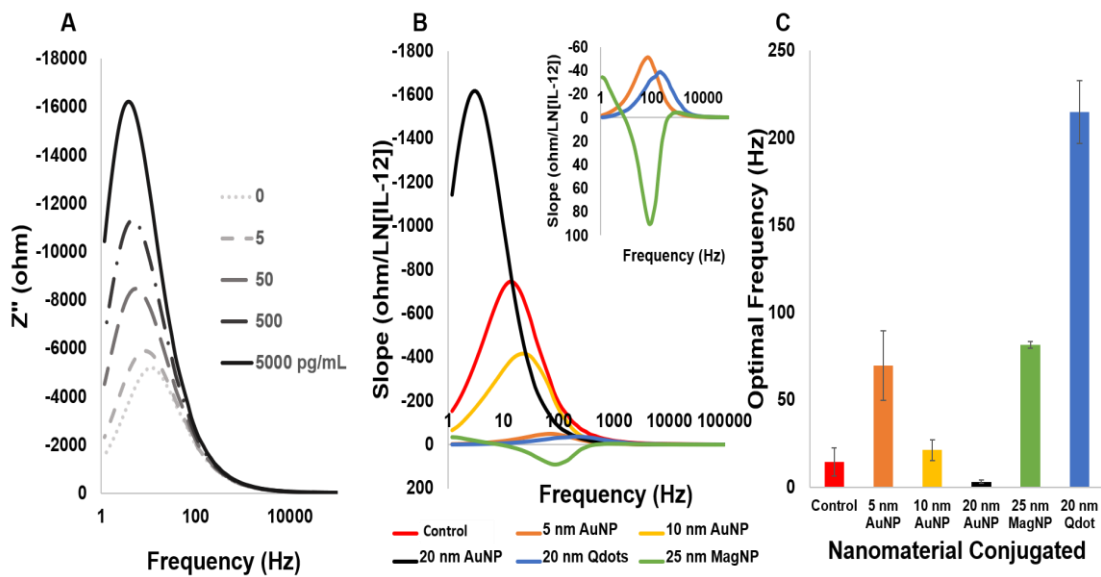 A
-18000
-16000
-14000
-12000
-10000
-8000
-6000
-4000
-2000
0
Z" (ohm)
1
100
10000
Frequency (Hz)
0
5
50
500
5000 pg/mL
B
-1800
-1600
-1400
-1200
-1000
-800
-600
-400
-200
0
200
Slope (ohm/LN[IL-12])
1
10
100
1000
10000
100000
Frequency (Hz)
-60
-40
-20
0
20
40
60
80
100
Slope (ohm/LN[IL-12])
1
100
10000
Frequency (Hz)
Control
5 nm AuNP
10 nm AuNP
20 nm AuNP
20 nm Qdots
25 nm MagNP
C
250
200
150
100
50
0
Optimal Frequency (Hz)
Control
5 nm
AuNP
10 nm
AuNP
20 nm
AuNP
25 nm
MagNP
20 nm
Qdot
Nanomaterial Conjugated